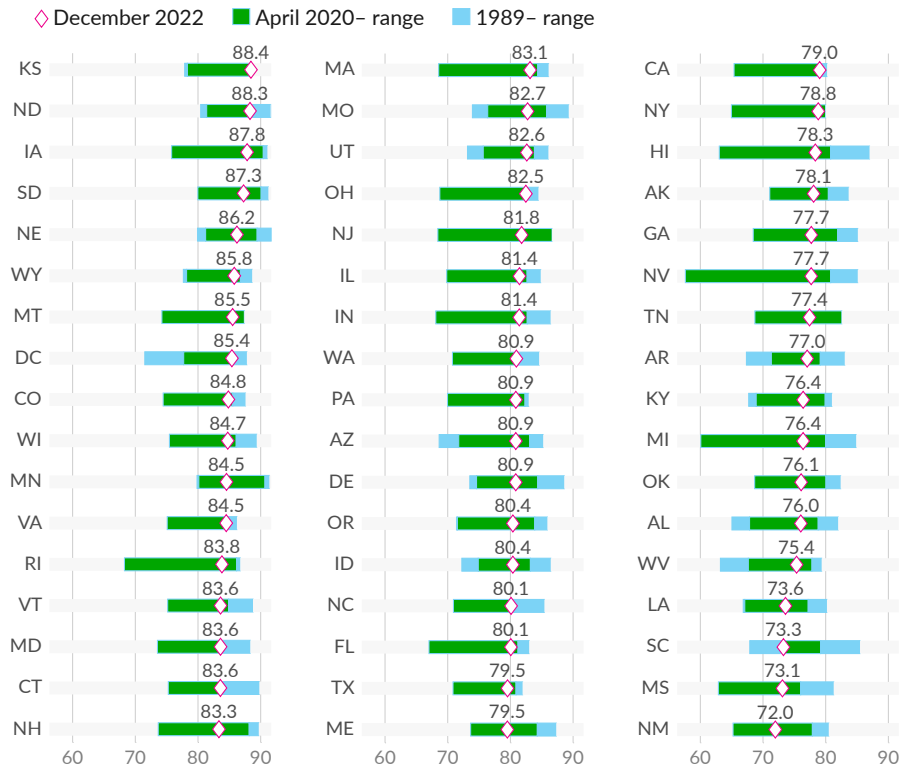 December 2022 April 2020– range 1989– range
88.4 83.1 79.0
KS MA CA
88.3 82.7 78.8
ND MO NY
87.8 82.6 78.3
IA UT HI
87.3 82.5 78.1
SD OH AK
86.2 81.8 77.7
NE NJ GA
85.8 81.4 77.7
WY IL NV
85.5 81.4 77.4
MT IN TN
85.4 80.9 77.0
DC WA AR
84.8 80.9 76.4
CO PA KY
84.7 80.9 76.4
WI AZ MI
84.5 80.9 76.1
MN DE OK
84.5 80.4 76.0
VA OR AL
83.8 80.4 75.4
RI ID WV
83.6 80.1 73.6
VT NC LA
83.6 80.1 73.3
MD FL SC
83.6 79.5 73.1
CT TX MS
83.3 79.5 72.0
NH ME NM
60 70 80 90 60 70 80 90 60 70 80 90